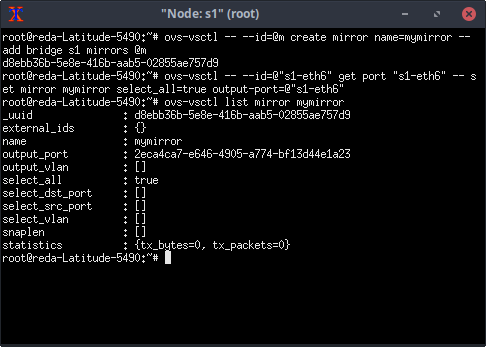 "Node: s1" (root)
root@reda-Latitude-5490:~# ovs-vsctl -- --id=@m create mirror name=mymirror --
add bridge s1 mirrors @m
d8ebb36b-5e8e-416b-aab5-02855ae757d9
root@reda-Latitude-5490:~# ovs-vsctl -- --id=@"s1-eth6" get port "s1-eth6" -- s
et mirror mymirror select_all=true output-port=@"s1-eth6"
root@reda-Latitude-5490:~# ovs-vsctl list mirror mymirror
_uuid               : d8ebb36b-5e8e-416b-aab5-02855ae757d9
external_ids        : {}
name                : mymirror
output_port         : 2eca4ca7-e646-4905-a774-bf13d44e1a23
output_vlan         : []
select_all          : true
select_dst_port     : []
select_src_port     : []
select_vlan         : []
snaplen             : []
statistics          : {tx_bytes=0, tx_packets=0}
root@reda-Latitude-5490:~#